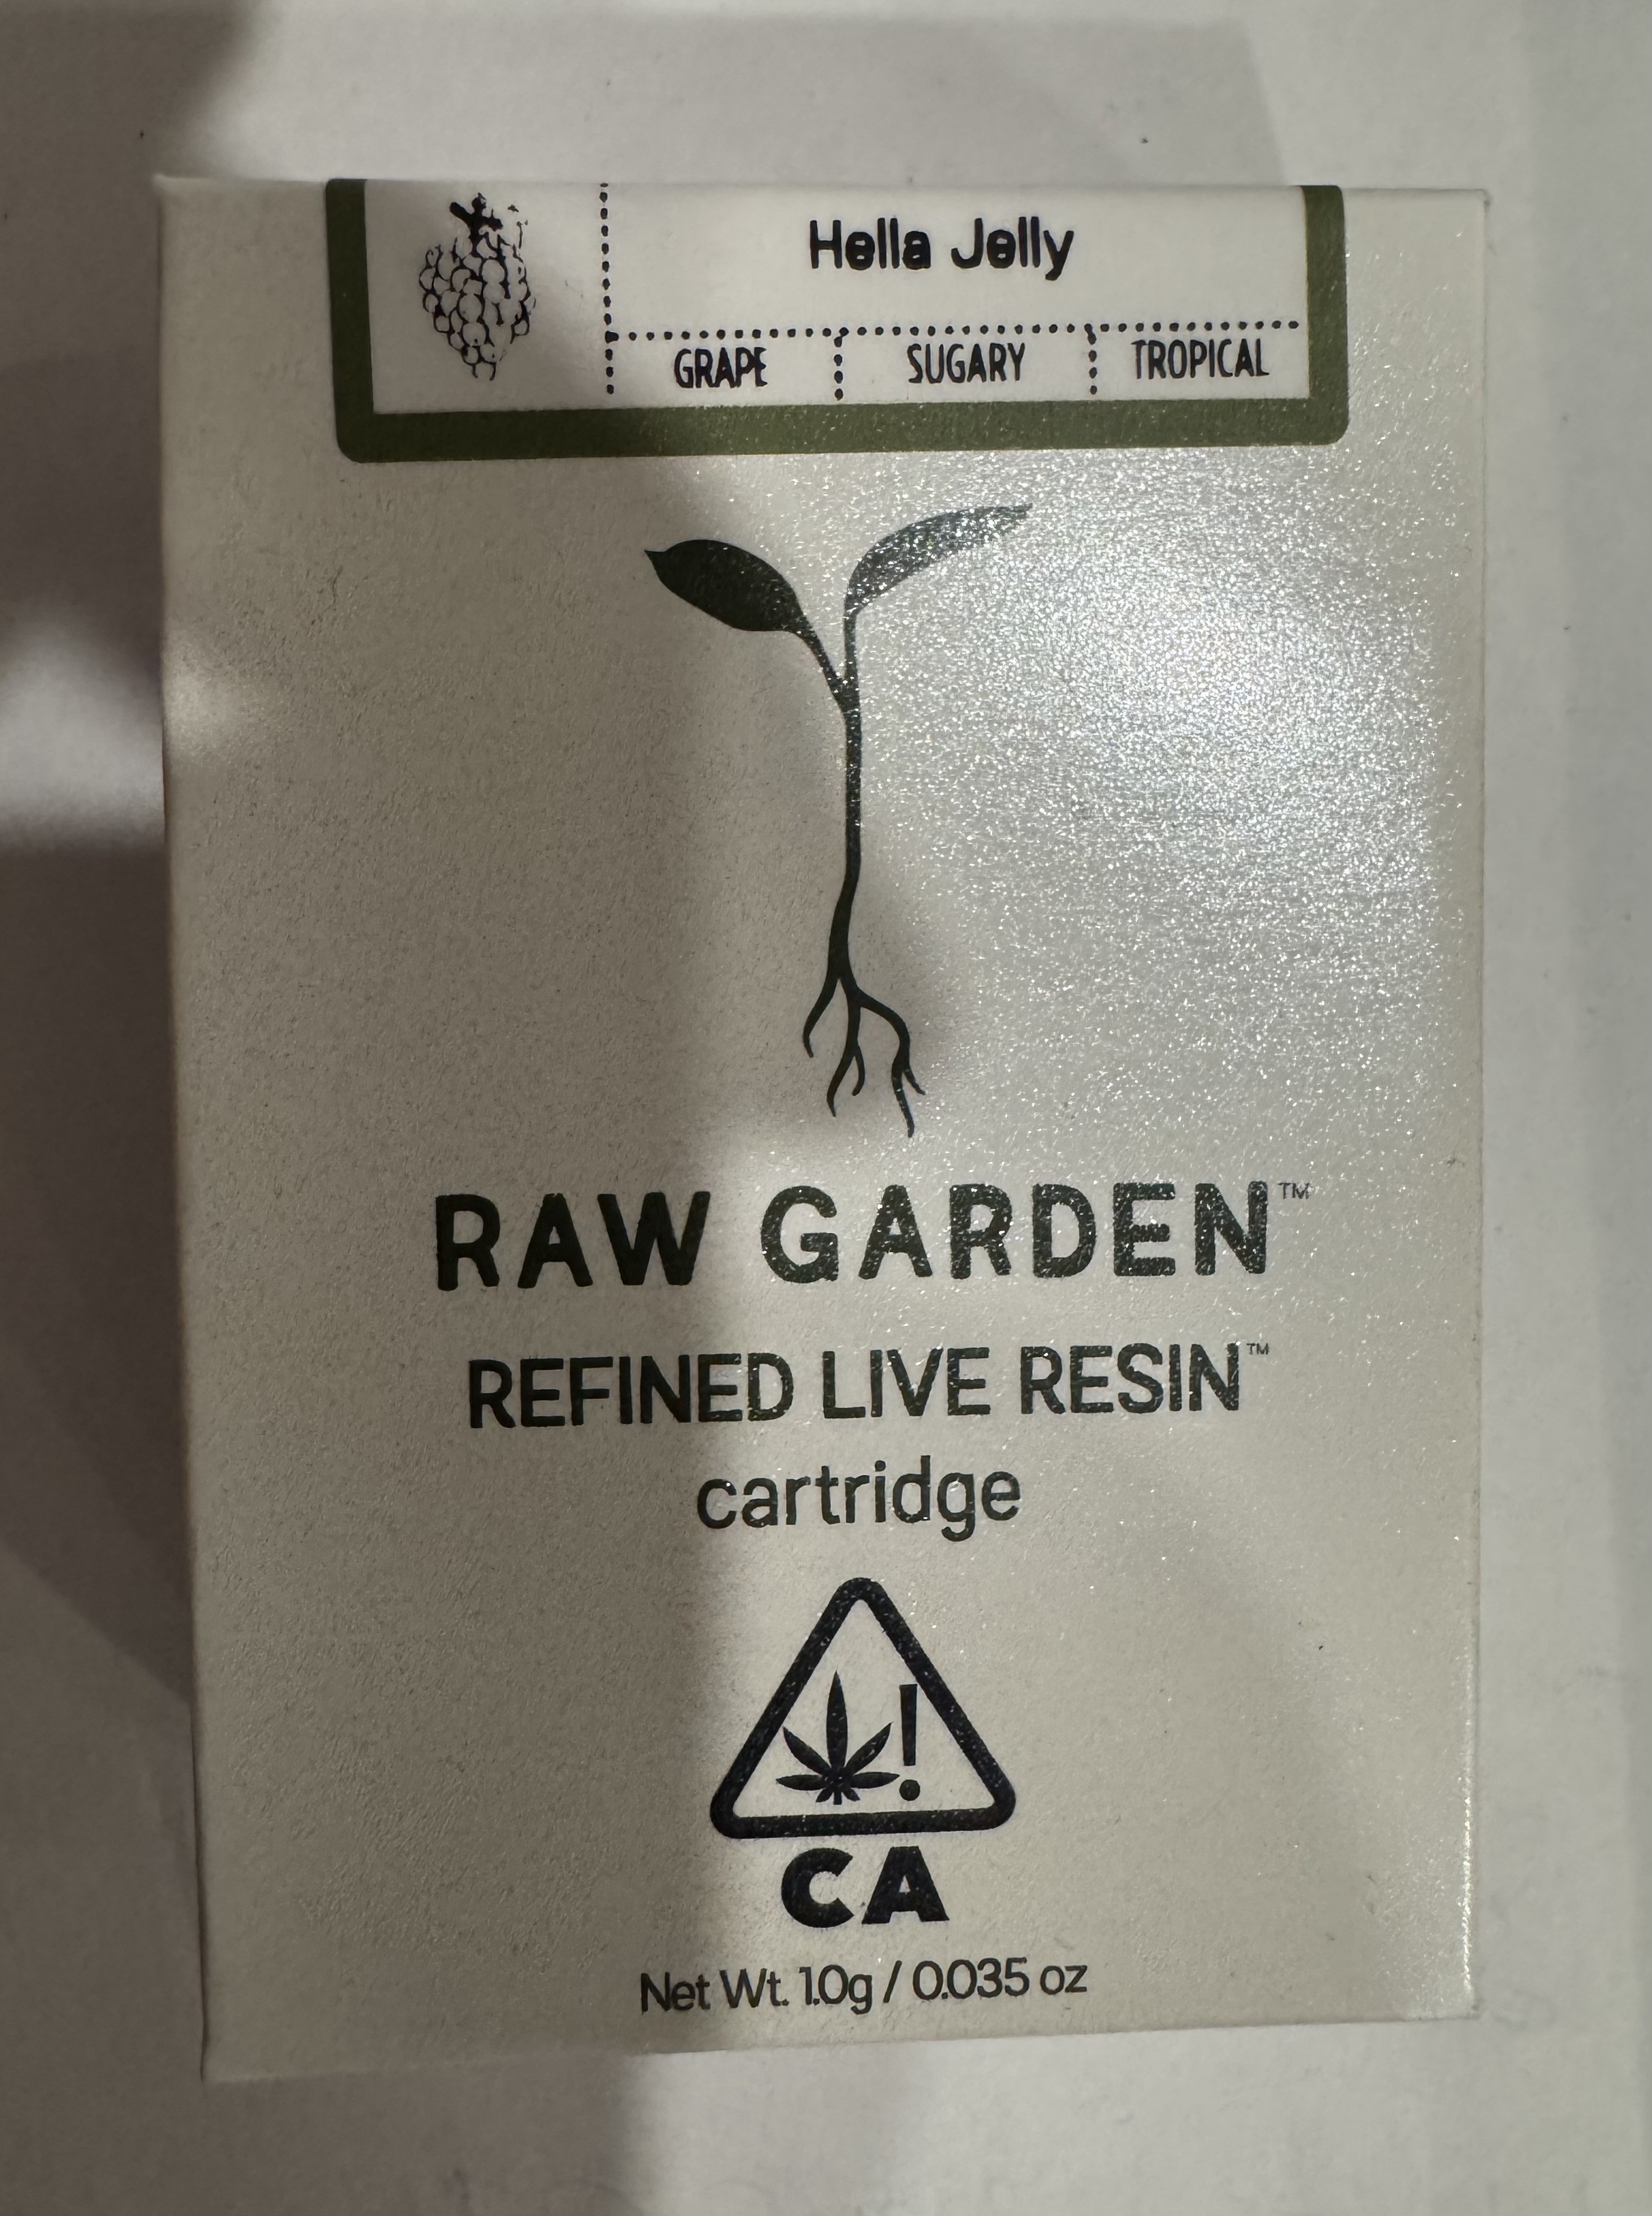 Hella Jelly
GRAPE SUGARY TROPICAL
RAW GARDEN™
REFINED LIVE RESIN™
cartridge
!
CA
Net Wt. 1.0g / 0.035 oz